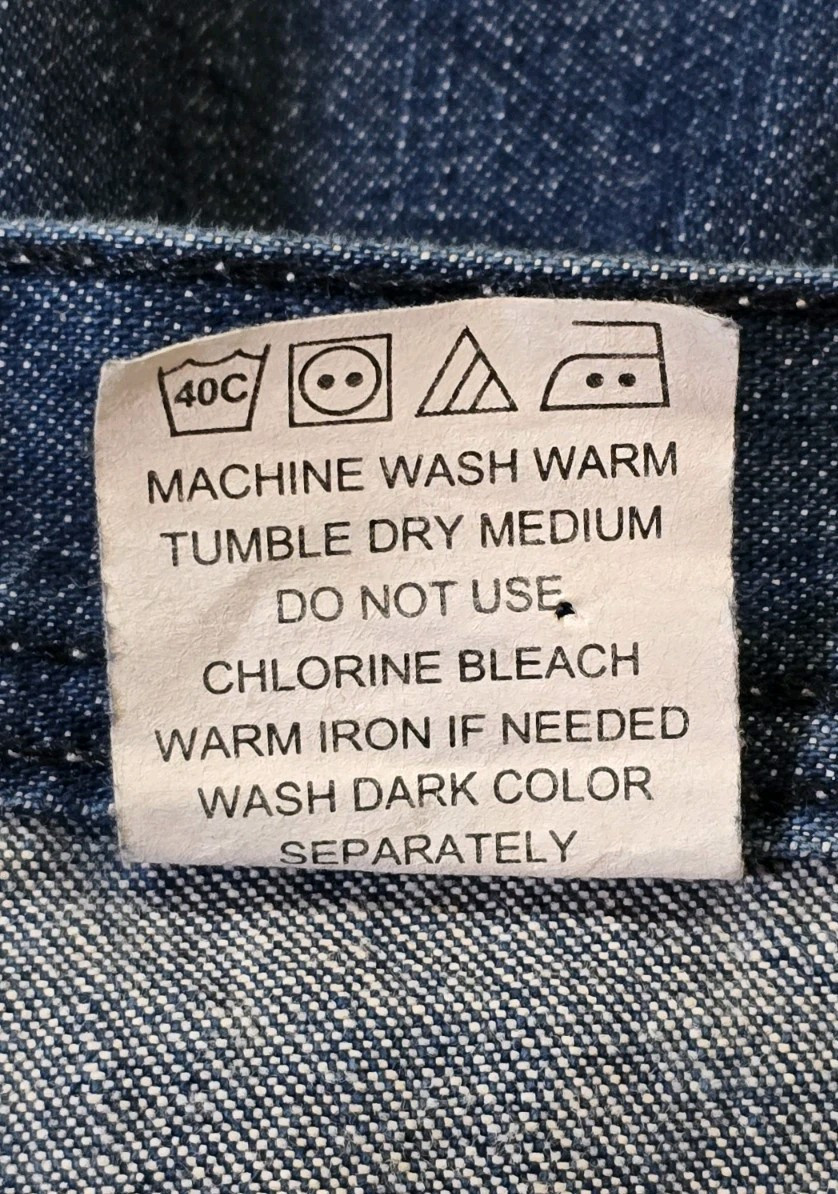 40C
MACHINE WASH WARM
TUMBLE DRY MEDIUM
DO NOT USE
CHLORINE BLEACH
WARM IRON IF NEEDED
WASH DARK COLOR
SEPARATELY